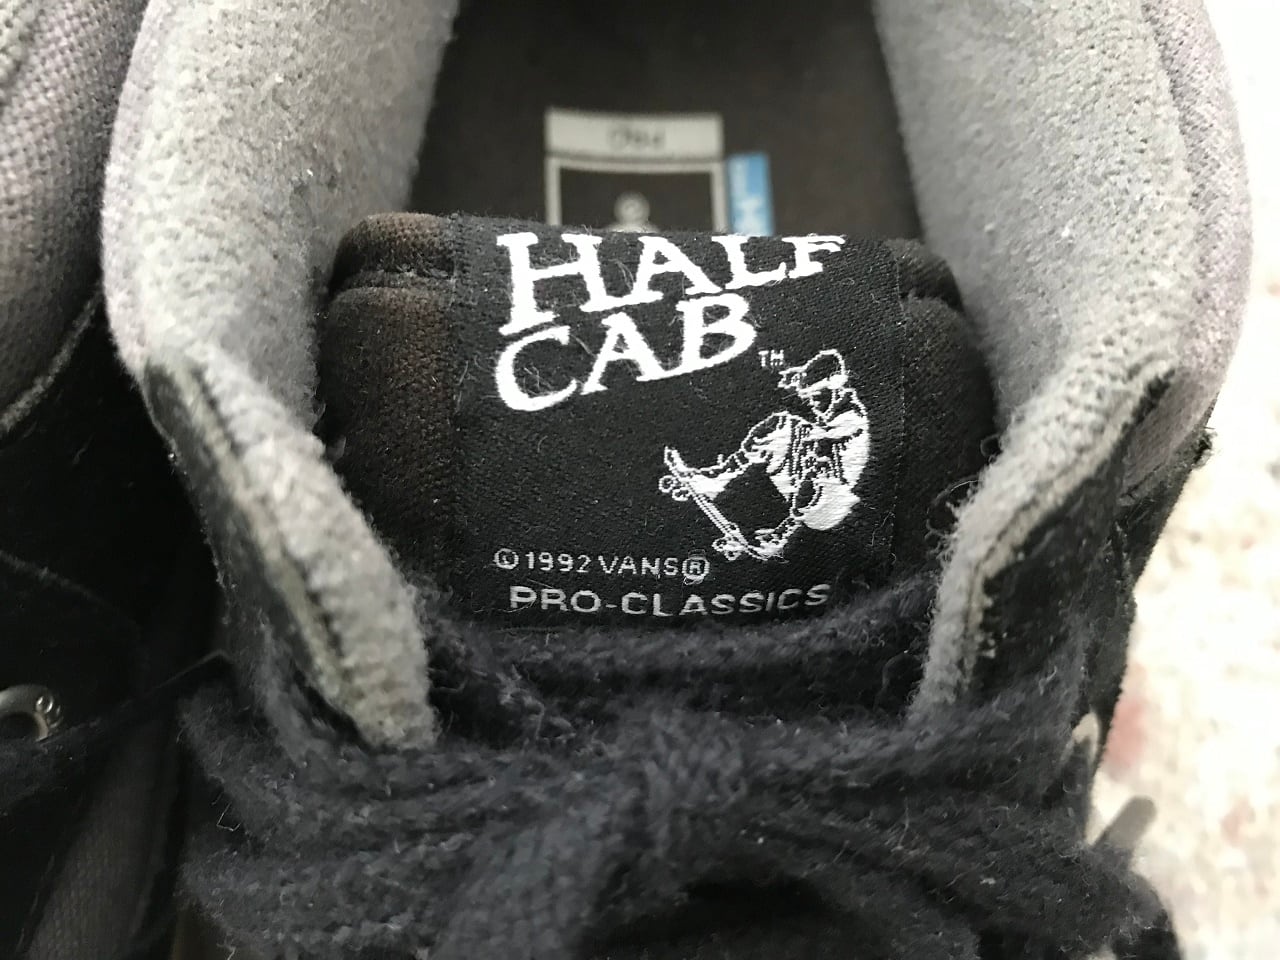 HALF
CAB™
©1992 VANS®
PRO-CLASSICS